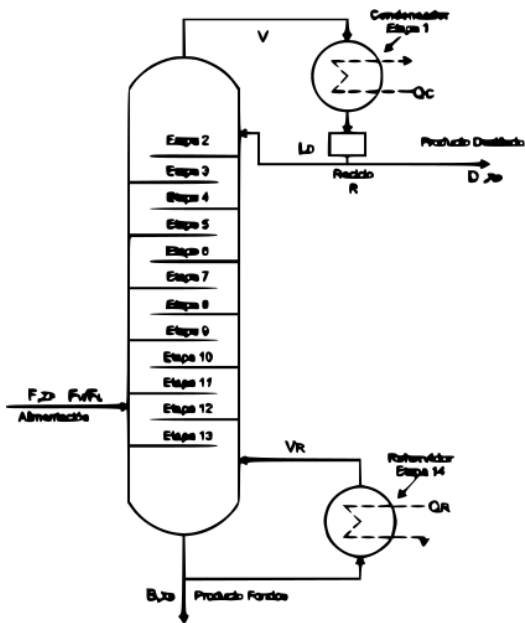 V
Condensador
Etapa 1
QC
LD
Producto Destilado
Reciclo
R
D ,xD
Etapa 2
Etapa 3
Etapa 4
Etapa 5
Etapa 6
Etapa 7
Etapa 8
Etapa 9
Etapa 10
Etapa 11
Etapa 12
Etapa 13
Alimentación
VR
Rehervidor
Etapa 14
QR
Producto Fondos